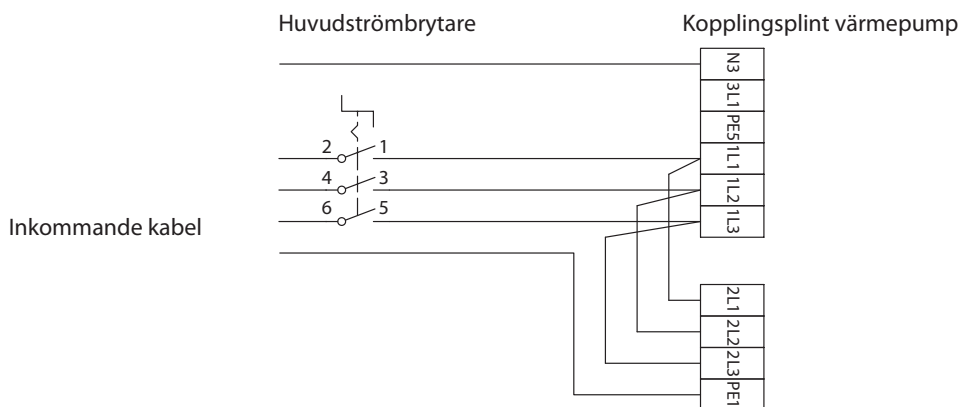 Huvudströmbrytare
Kopplingsplint värmepump
N3
3L1
PE5
1L1
1L2
1L3
2 1
4 3
6 5
Inkommande kabel
2L1
2L2
2L3
PE1